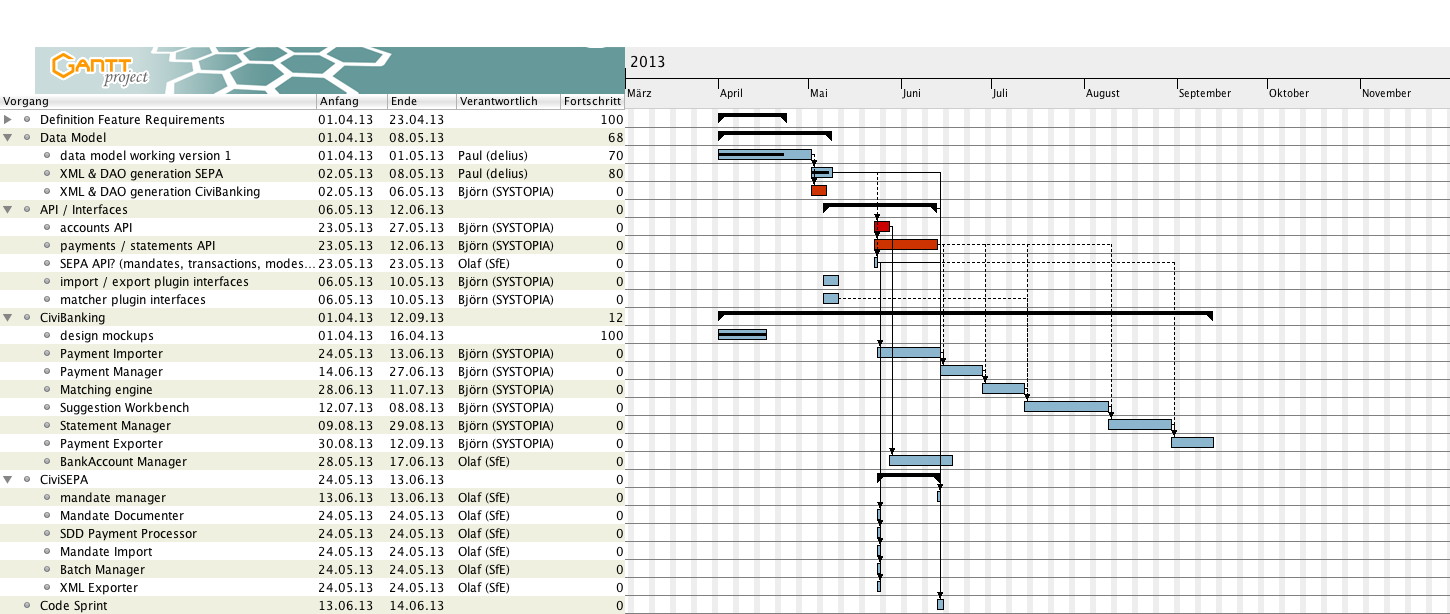 GANTT
project
2013
März April Mai Juni Juli August September Oktober November
Vorgang Anfang Ende Verantwortlich Fortschritt
Definition Feature Requirements 01.04.13 23.04.13 100
Data Model 01.04.13 08.05.13 68
data model working version 1 01.04.13 01.05.13 Paul (delius) 70
XML & DAO generation SEPA 02.05.13 08.05.13 Paul (delius) 80
XML & DAO generation CiviBanking 02.05.13 06.05.13 Björn (SYSTOPIA) 0
API / Interfaces 06.05.13 12.06.13 0
accounts API 23.05.13 27.05.13 Björn (SYSTOPIA) 0
payments / statements API 23.05.13 12.06.13 Björn (SYSTOPIA) 0
SEPA API? (mandates, transactions, modes... 23.05.13 23.05.13 Olaf (SfE) 0
import / export plugin interfaces 06.05.13 10.05.13 Björn (SYSTOPIA) 0
matcher plugin interfaces 06.05.13 10.05.13 Björn (SYSTOPIA) 0
CiviBanking 01.04.13 12.09.13 12
design mockups 01.04.13 16.04.13 100
Payment Importer 24.05.13 13.06.13 Björn (SYSTOPIA) 0
Payment Manager 14.06.13 27.06.13 Björn (SYSTOPIA) 0
Matching engine 28.06.13 11.07.13 Björn (SYSTOPIA) 0
Suggestion Workbench 12.07.13 08.08.13 Björn (SYSTOPIA) 0
Statement Manager 09.08.13 29.08.13 Björn (SYSTOPIA) 0
Payment Exporter 30.08.13 12.09.13 Björn (SYSTOPIA) 0
BankAccount Manager 28.05.13 17.06.13 Olaf (SfE) 0
CiviSEPA 24.05.13 13.06.13 0
mandate manager 13.06.13 13.06.13 Olaf (SfE) 0
Mandate Documenter 24.05.13 24.05.13 Olaf (SfE) 0
SDD Payment Processor 24.05.13 24.05.13 Olaf (SfE) 0
Mandate Import 24.05.13 24.05.13 Olaf (SfE) 0
Batch Manager 24.05.13 24.05.13 Olaf (SfE) 0
XML Exporter 24.05.13 24.05.13 Olaf (SfE) 0
Code Sprint 13.06.13 14.06.13 0